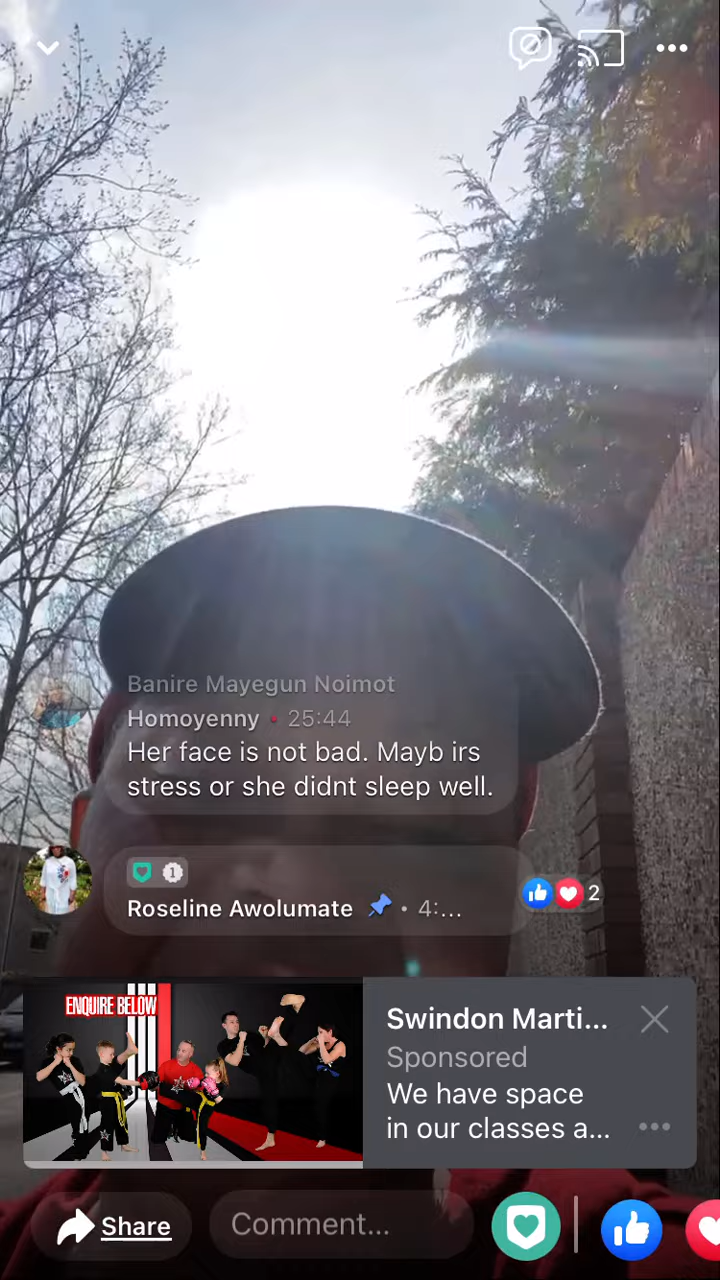 Banire Mayegun Noimot
Homoyenny • 25:44
Her face is not bad. Mayb irs
stress or she didnt sleep well.
1
Roseline Awolumate • 4:...
2
ENQUIRE BELOW
Swindon Marti...
Sponsored
We have space
in our classes a...
Share
Comment...